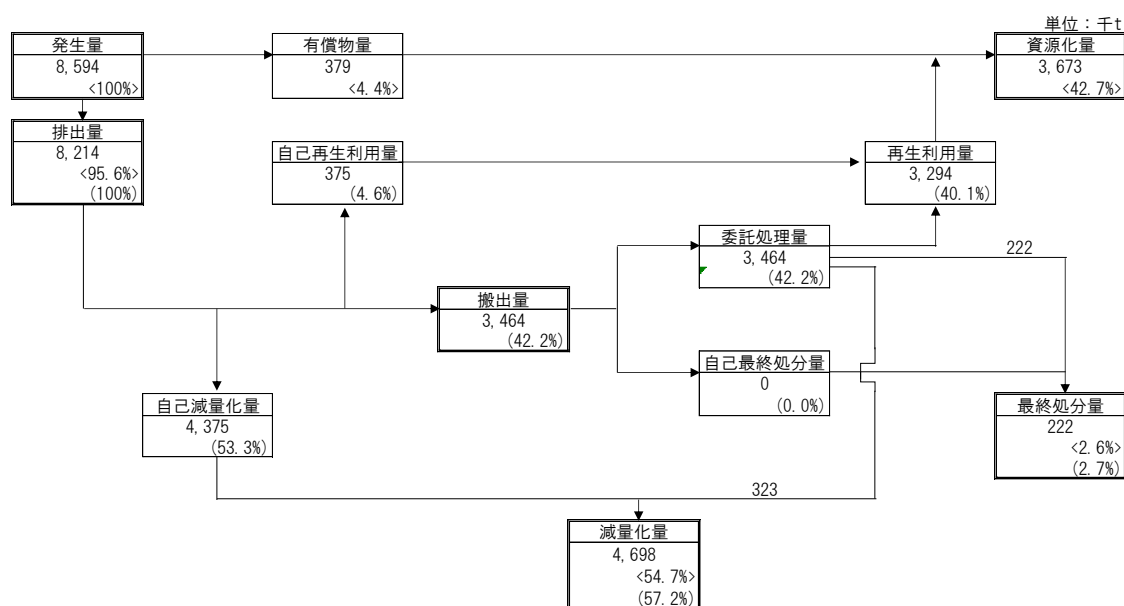 単位：千t
発生量
8,594
<100%>
有償物量
379
<4.4%>
資源化量
3,673
<42.7%>
排出量
8,214
<95.6%>
(100%)
自己再生利用量
375
(4.6%)
再生利用量
3,294
(40.1%)
委託処理量
3,464
(42.2%)
222
搬出量
3,464
(42.2%)
自己最終処分量
0
(0.0%)
自己減量化量
4,375
(53.3%)
最終処分量
222
<2.6%>
(2.7%)
323
減量化量
4,698
<54.7%>
(57.2%)